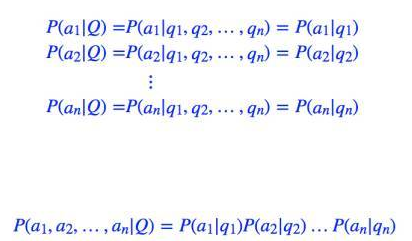 P(a₁|Q) =P(a₁|q₁, q₂, … , qₙ) = P(a₁|q₁)
P(a₂|Q) =P(a₂|q₁, q₂, … , qₙ) = P(a₂|q₂)
⋮
P(aₙ|Q) =P(aₙ|q₁, q₂, … , qₙ) = P(aₙ|qₙ)
P(a₁, a₂, … , aₙ|Q) = P(a₁|q₁)P(a₂|q₂) … P(aₙ|qₙ)